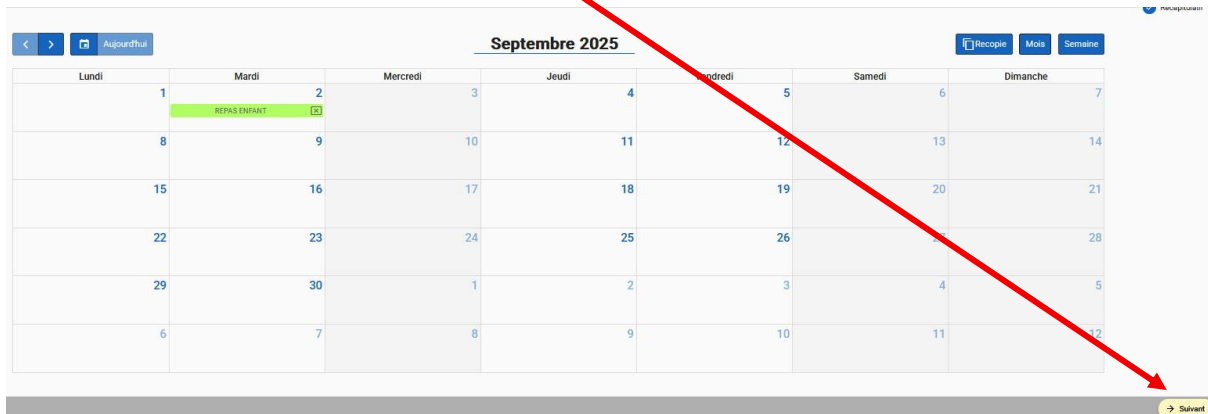 Récapitulatif
Aujourd'hui
Septembre 2025
Recopie Mois Semaine
Lundi Mardi Mercredi Jeudi Vendredi Samedi Dimanche
1 2 3 4 5 6 7
REPAS ENFANT
8 9 10 11 12 13 14
15 16 17 18 19 20 21
22 23 24 25 26 27 28
29 30 1 2 3 4 5
6 7 8 9 10 11 12
→ Suivant